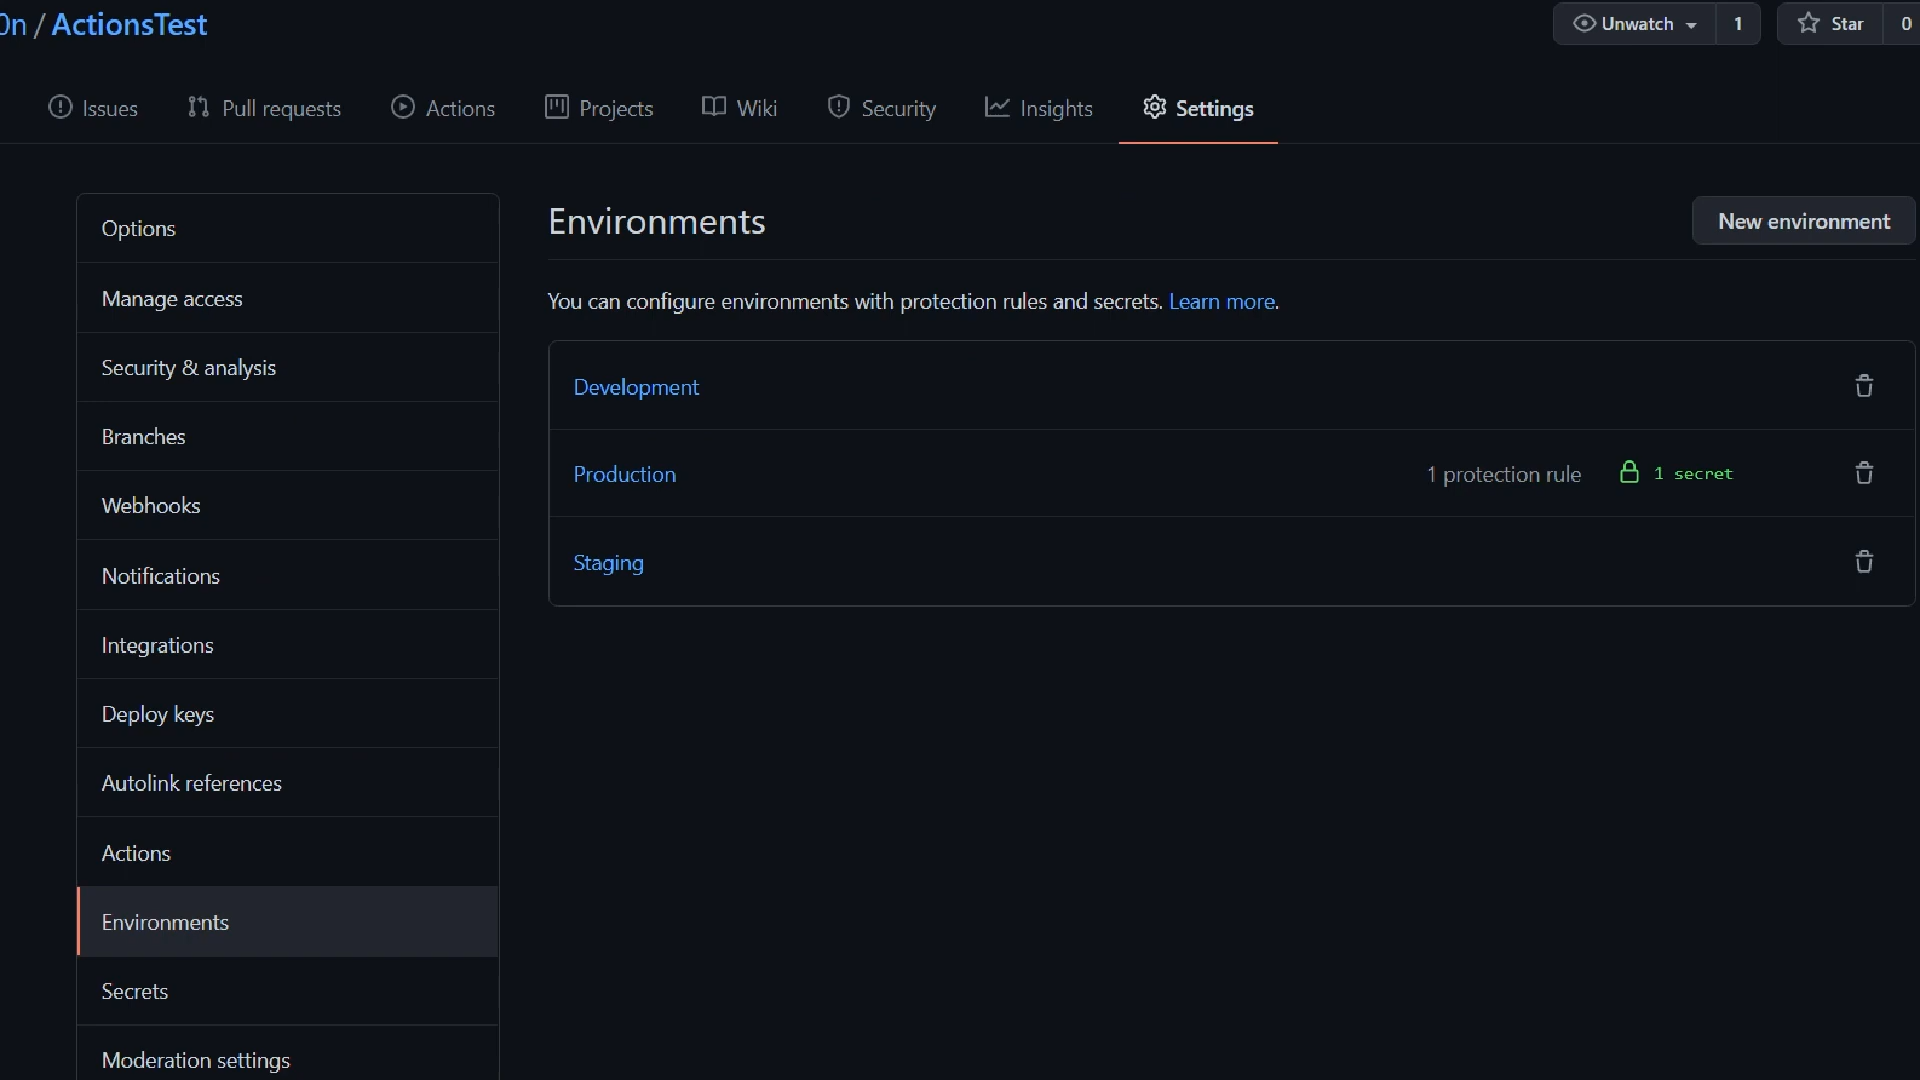 0n / ActionsTest
Unwatch 1 Star 0
Issues Pull requests Actions Projects Wiki Security Insights Settings
Options
Manage access
Security & analysis
Branches
Webhooks
Notifications
Integrations
Deploy keys
Autolink references
Actions
Environments
Secrets
Moderation settings
Environments
New environment
You can configure environments with protection rules and secrets. Learn more.
Development
Production 1 protection rule 1 secret
Staging